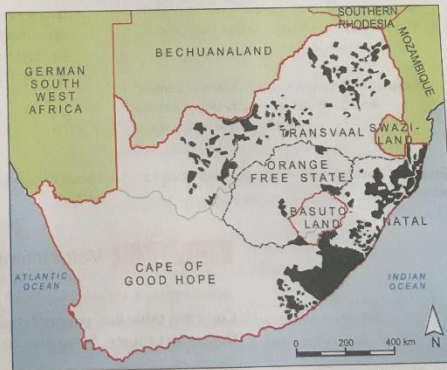 SOUTHERN
RHODESIA
MOZAMBIQUE
BECHUANALAND
GERMAN
SOUTH
WEST
AFRICA
TRANSVAAL
SWAZI-
LAND
ORANGE
FREE STATE
BASUTO-
LAND
NATAL
CAPE OF
GOOD HOPE
ATLANTIC
OCEAN
INDIAN
OCEAN
0 200 400 km
N